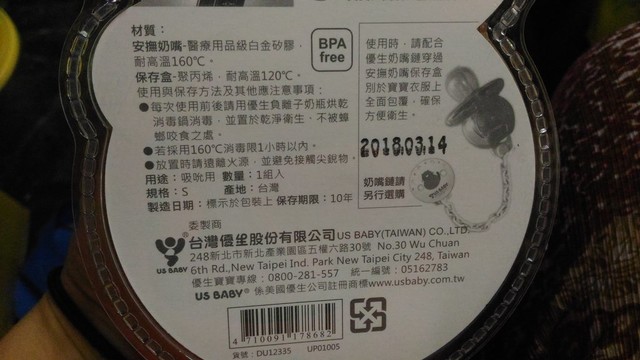 材質：
安撫奶嘴-醫療用品級白金矽膠，
耐高溫160℃。
保存盒-聚丙烯，耐高溫120℃。
使用與保存方法及其他應注意事項：
●每次使用前後請用優生負離子奶瓶烘乾
消毒鍋消毒，並置於乾淨衛生，不被蟑
螂咬食之處。
●若採用160℃消毒限1小時以內。
●放置時請遠離火源，並避免接觸尖銳物。
用途：吸吮用 數量：1組入
規格：S 產地：台灣
製造日期：標示於包裝上 保存期限：10年
BPA
free
使用時，請配合
優生奶嘴鏈穿過
安撫奶嘴保存盒
別於寶寶衣服上
全面包覆，確保
方便衛生。
2018.03.14
奶嘴鏈請
另行選購
委製商
台灣優生股份有限公司 US BABY(TAIWAN) CO.,LTD.
248新北市新北產業園區五權六路30號 No.30 Wu Chuan
6th Rd.,New Taipei Ind. Park New Taipei City 248, Taiwan
優生寶寶專線：0800-281-557 統一編號：05162783
US BABY® 係美國優生公司註冊商標www.usbaby.com.tw
US BABY
4710091178682
貨號：DU12335 UP01005